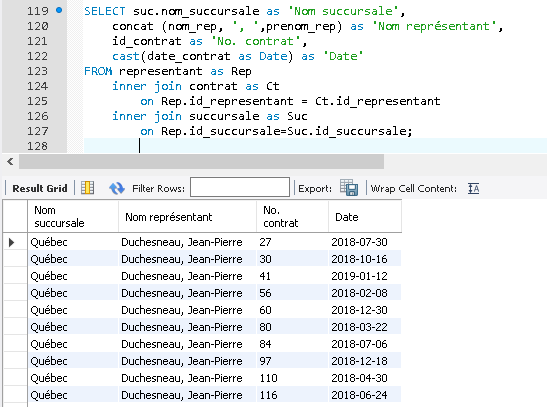 119 SELECT suc.nom_succursale as 'Nom succursale',
120 concat (nom_rep, ', ',prenom_rep) as 'Nom représentant',
121 id_contrat as 'No. contrat',
122 cast(date_contrat as Date) as 'Date'
123 FROM representant as Rep
124 inner join contrat as Ct
125 on Rep.id_representant = Ct.id_representant
126 inner join succursale as Suc
127 on Rep.id_succursale=Suc.id_succursale;
128
Result Grid Filter Rows: Export: Wrap Cell Content: IA
Nom succursale Nom représentant No. contrat Date
Québec Duchesneau, Jean-Pierre 27 2018-07-30
Québec Duchesneau, Jean-Pierre 30 2018-10-16
Québec Duchesneau, Jean-Pierre 41 2019-01-12
Québec Duchesneau, Jean-Pierre 56 2018-02-08
Québec Duchesneau, Jean-Pierre 60 2018-12-30
Québec Duchesneau, Jean-Pierre 80 2018-03-22
Québec Duchesneau, Jean-Pierre 84 2018-07-06
Québec Duchesneau, Jean-Pierre 97 2018-12-18
Québec Duchesneau, Jean-Pierre 110 2018-04-30
Québec Duchesneau, Jean-Pierre 116 2018-06-24